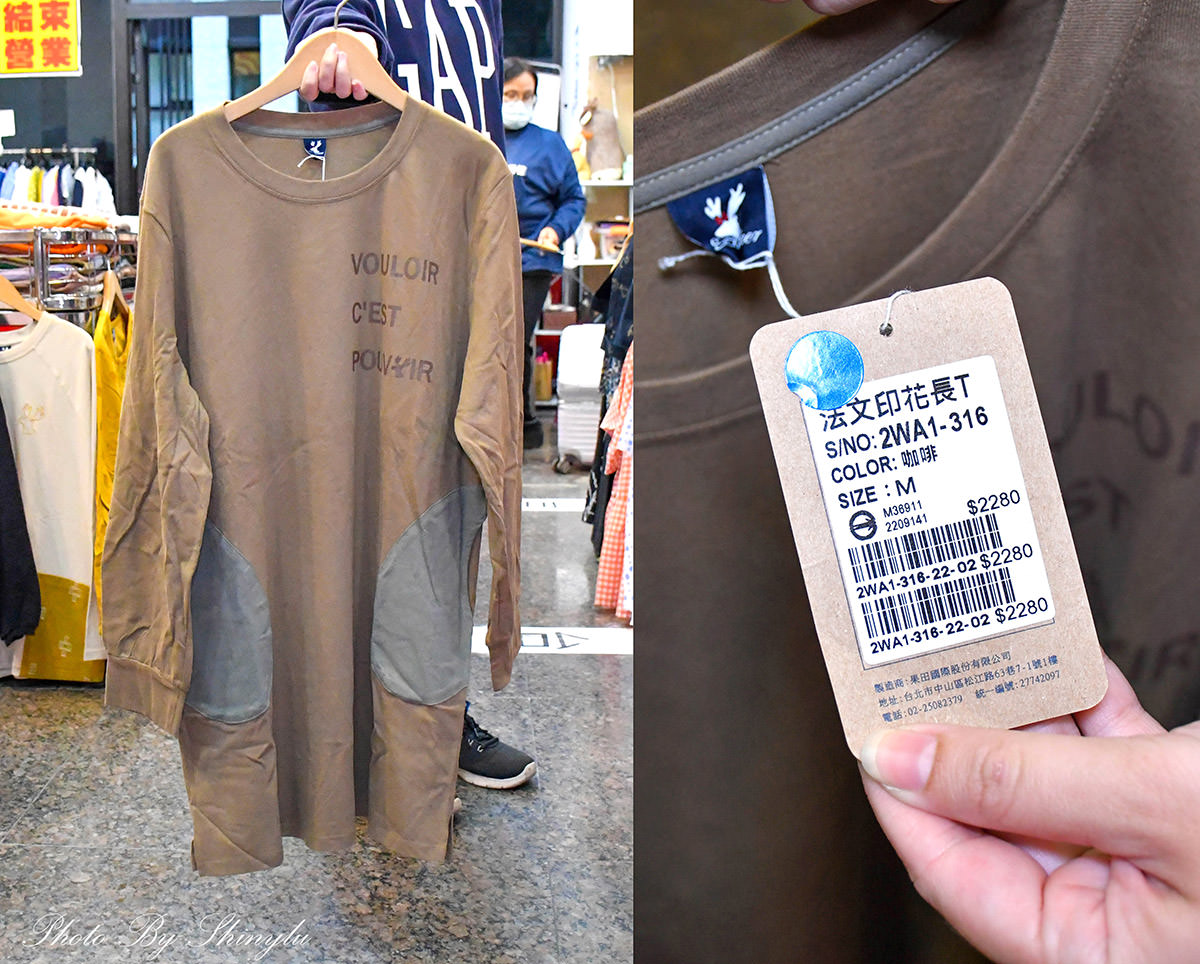 結束
營業
GAP
VOULOIR
C'EST
POUVOIR
Photo By Shinylu
法文印花長T
S/NO: 2WA1-316
COLOR: 咖啡
SIZE : M
M36911
2209141
$2280
2WA1-316-22-02 $2280
2WA1-316-22-02 $2280
製造商:果田國際股份有限公司
地址:台北市中山區松江路63巷7-1號1樓
電話:02-25082379 統一編號:27742097